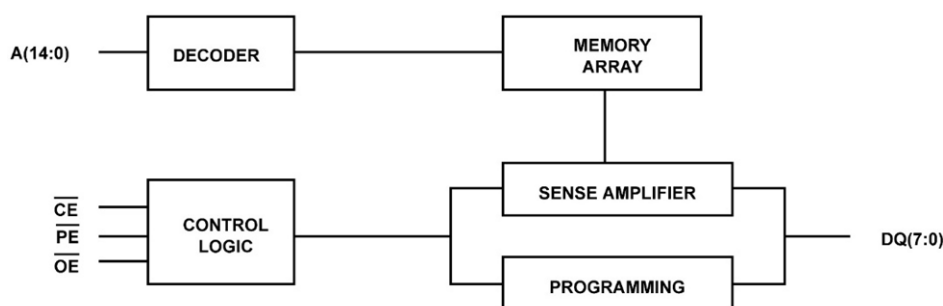 A(14:0)
DECODER
MEMORY
ARRAY
CE
PE
OE
CONTROL
LOGIC
SENSE AMPLIFIER
PROGRAMMING
DQ(7:0)